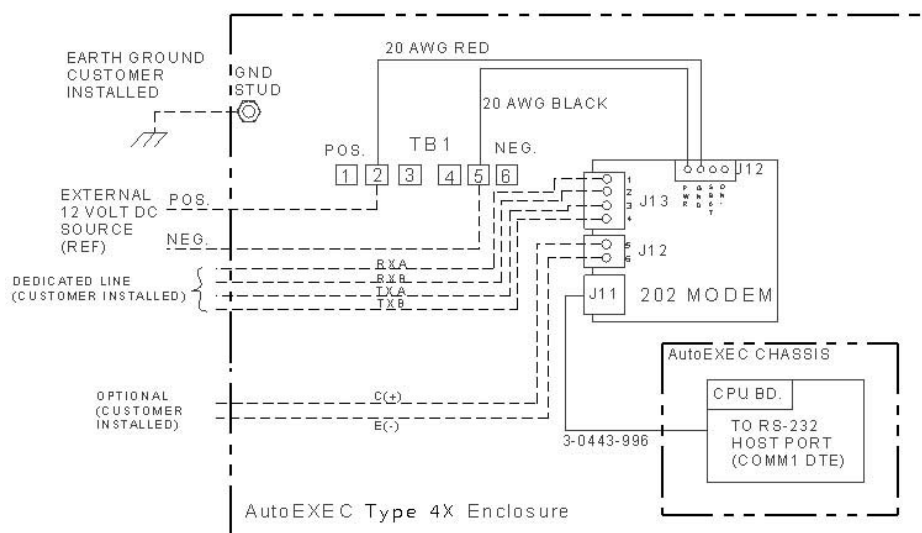 EARTH GROUND
CUSTOMER
INSTALLED
GND
STUD
20 AWG RED
20 AWG BLACK
POS.
TB1
NEG.
1 2 3 4 5 6
EXTERNAL
12 VOLT DC
SOURCE
(REF)
POS.
NEG.
DEDICATED LINE
(CUSTOMER INSTALLED)
RXA
RXB
TXA
TXB
1
2
3
4
J13
J12
PWR
5
6
J12
J11
202 MODEM
OPTIONAL
(CUSTOMER
INSTALLED)
C(+)
E(-)
3-0443-996
AutoEXEC CHASSIS
CPU BD.
TO RS-232
HOST PORT
(COMM1 DTE)
AutoEXEC Type 4X Enclosure